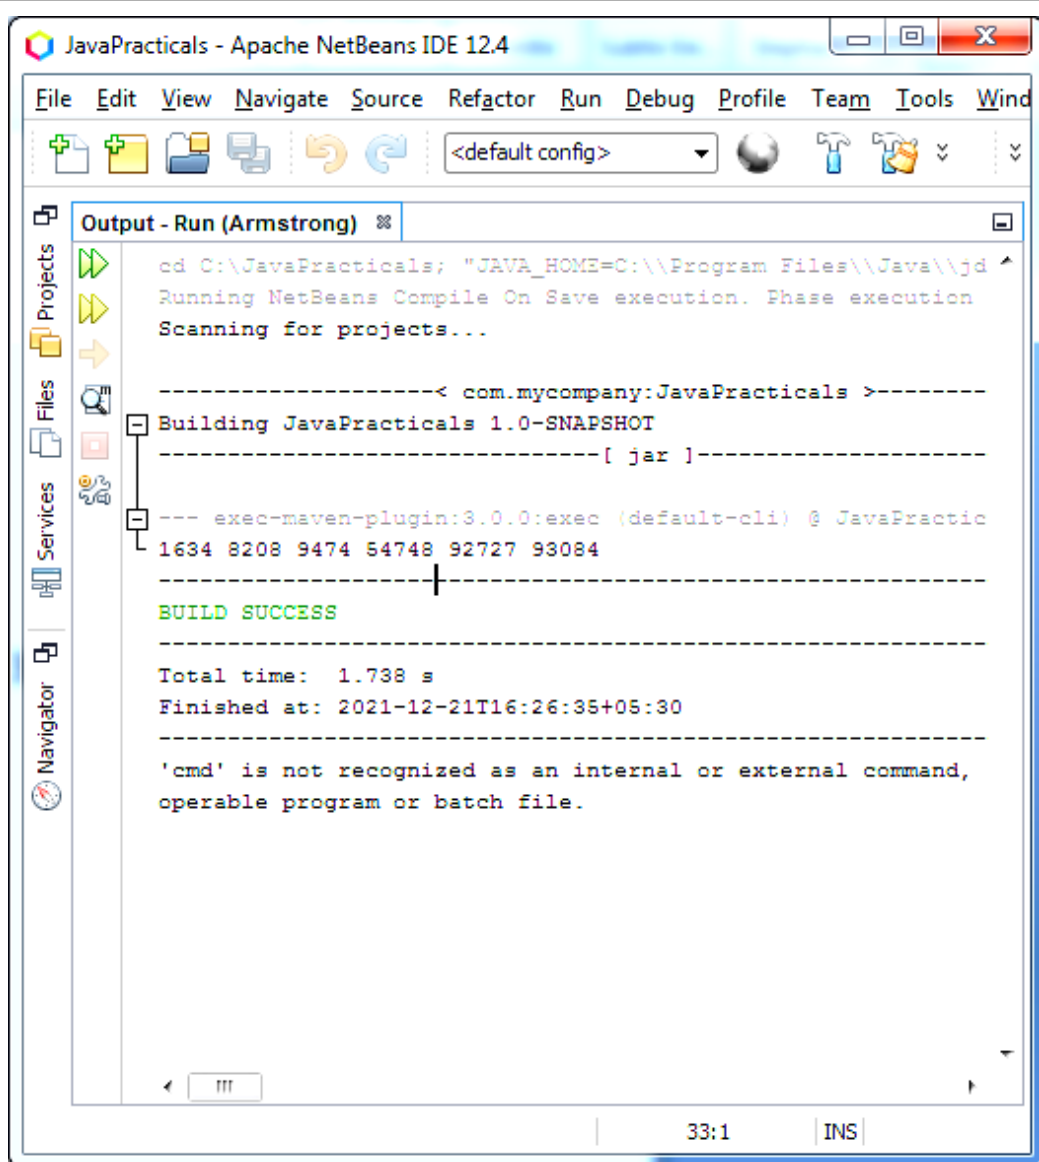 JavaPracticals - Apache NetBeans IDE 12.4
File Edit View Navigate Source Refactor Run Debug Profile Team Tools Wind
<default config>
Output - Run (Armstrong)
Projects
Files
Services
Navigator
cd C:\JavaPracticals; "JAVA_HOME=C:\\Program Files\\Java\\jd
Running NetBeans Compile On Save execution. Phase execution
Scanning for projects...
--------------------< com.mycompany:JavaPracticals >--------
Building JavaPracticals 1.0-SNAPSHOT
--------------------------------[ jar ]---------------------
--- exec-maven-plugin:3.0.0:exec (default-cli) @ JavaPractic
1634 8208 9474 54748 92727 93084
------------------------------------------------------------
BUILD SUCCESS
------------------------------------------------------------
Total time:  1.738 s
Finished at: 2021-12-21T16:26:35+05:30
------------------------------------------------------------
'cmd' is not recognized as an internal or external command,
operable program or batch file.
33:1 INS